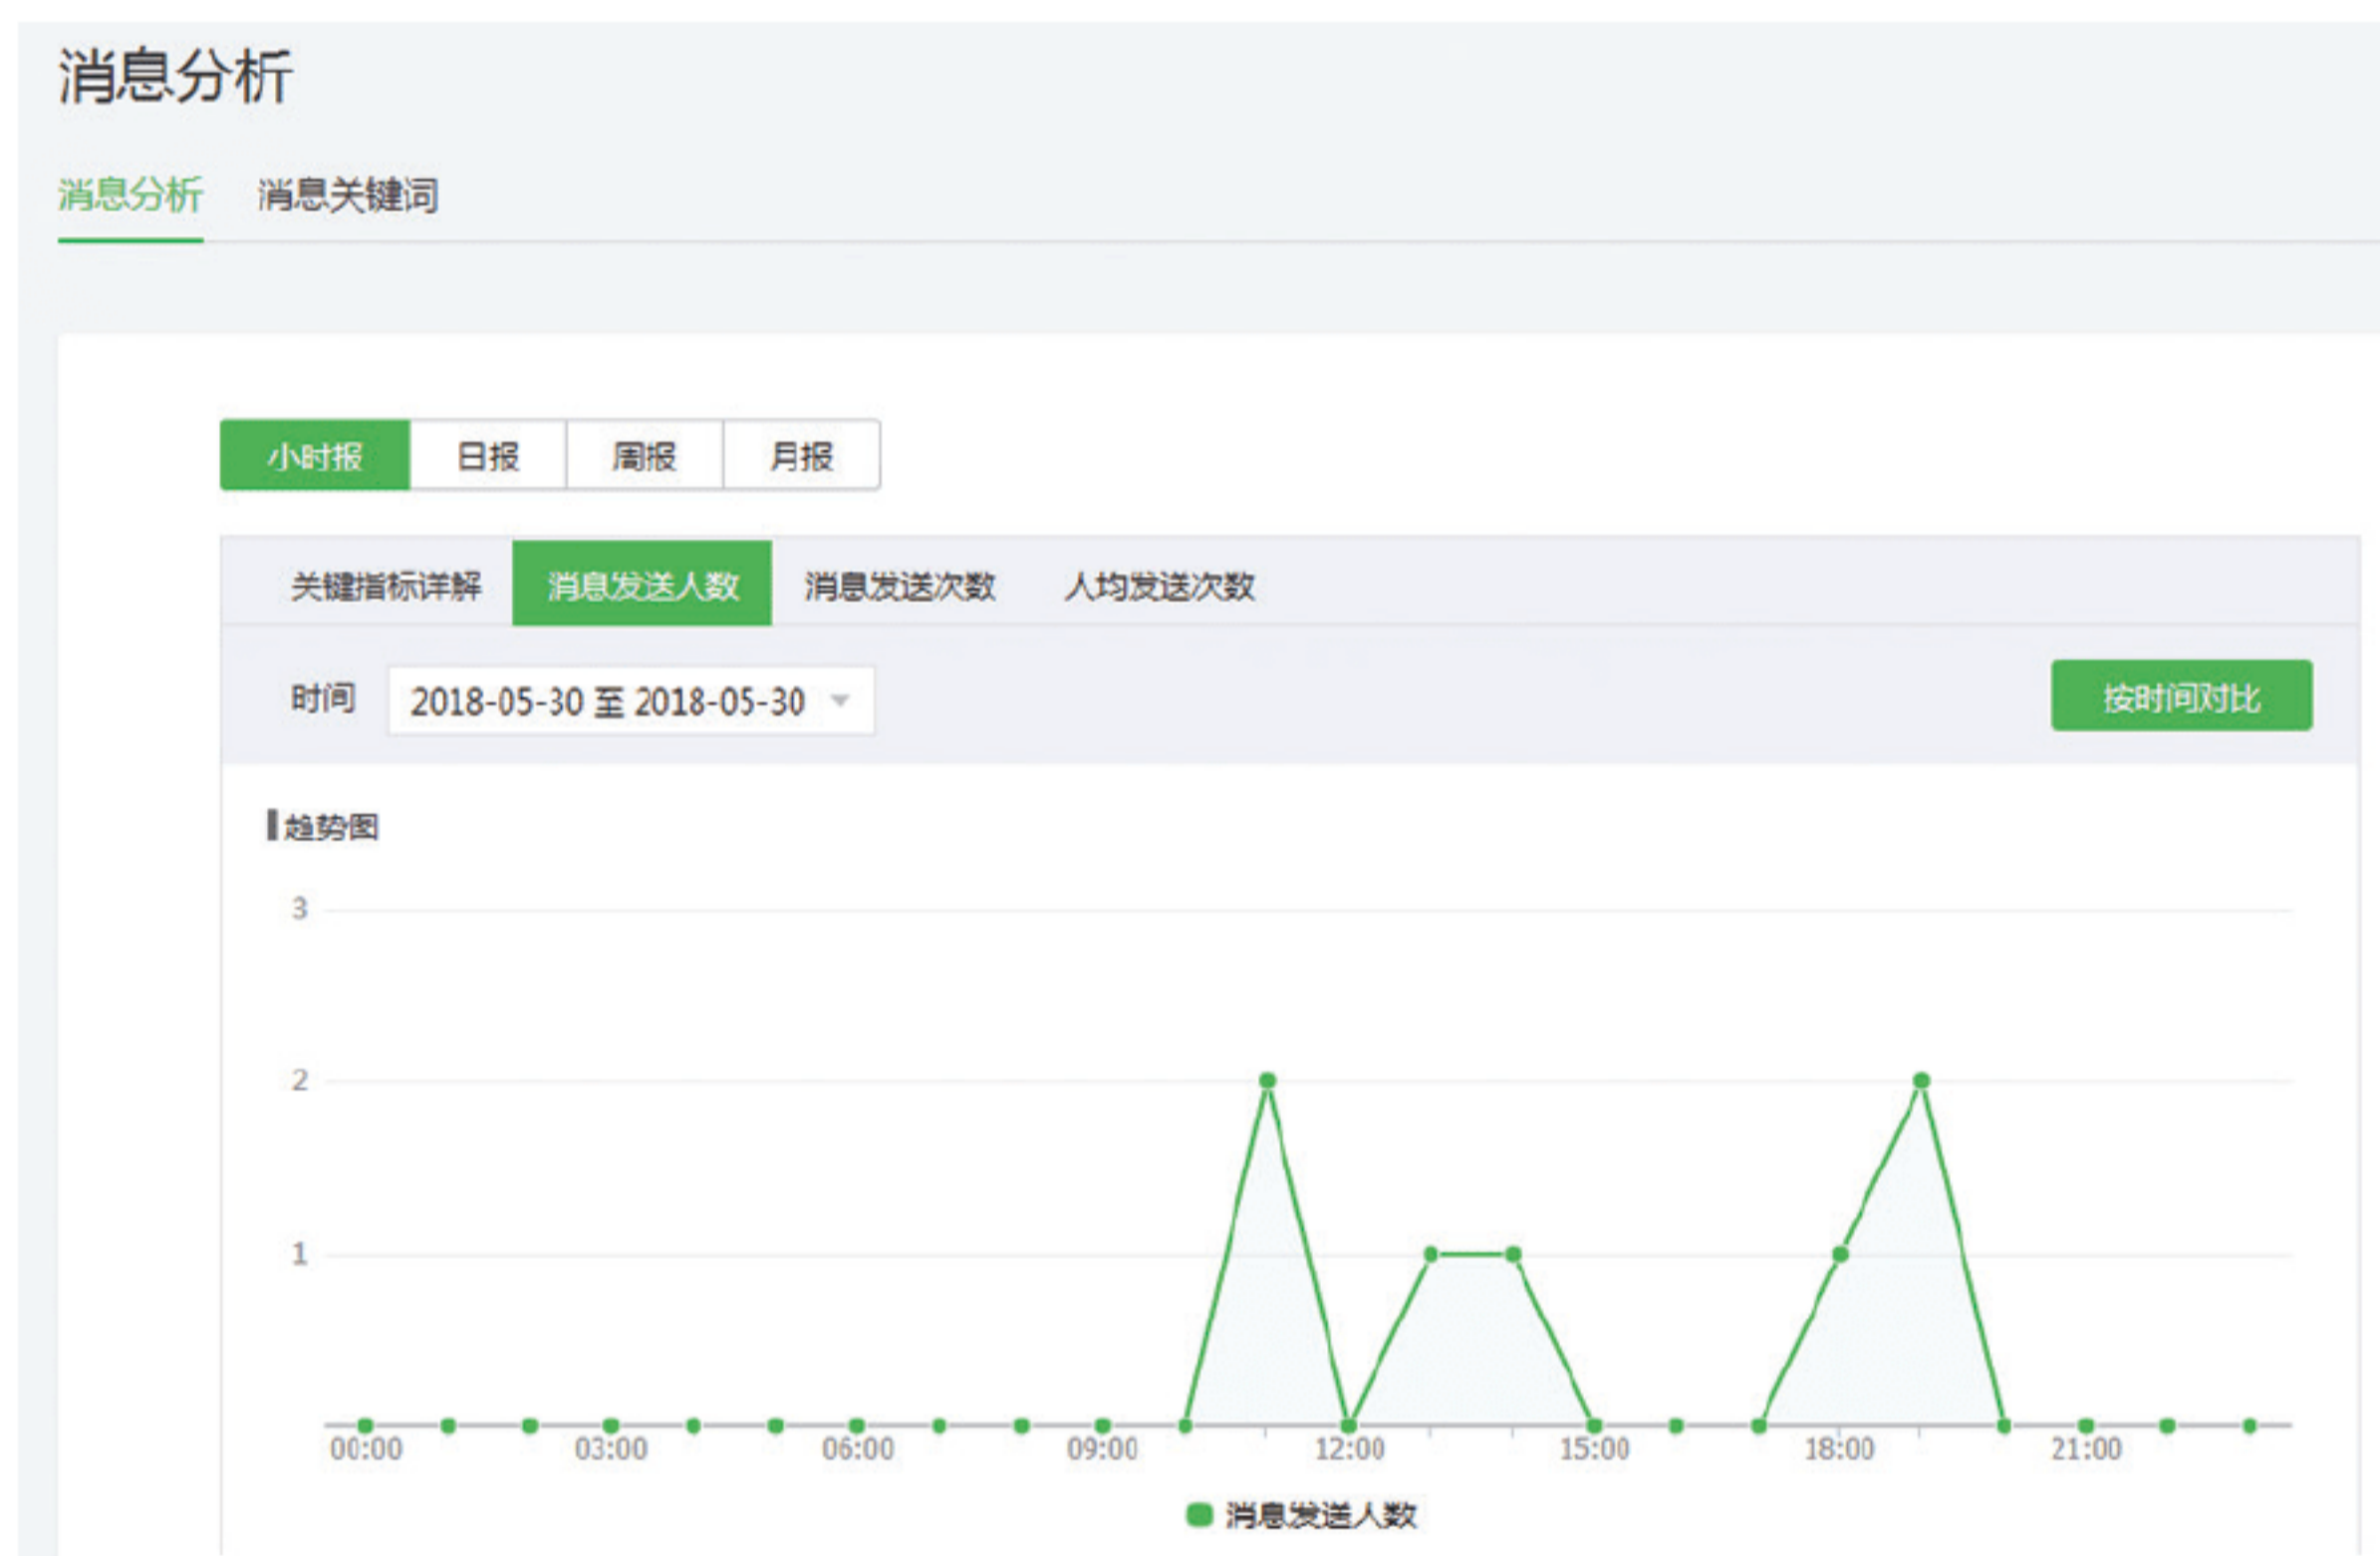 消息分析
消息分析 消息关键词
小时报 日报 周报 月报
关键指标详解 消息发送人数 消息发送次数 人均发送次数
时间 2018-05-30 至 2018-05-30 按时间对比
趋势图
3
2
1
00:00 03:00 06:00 09:00 12:00 15:00 18:00 21:00
消息发送人数